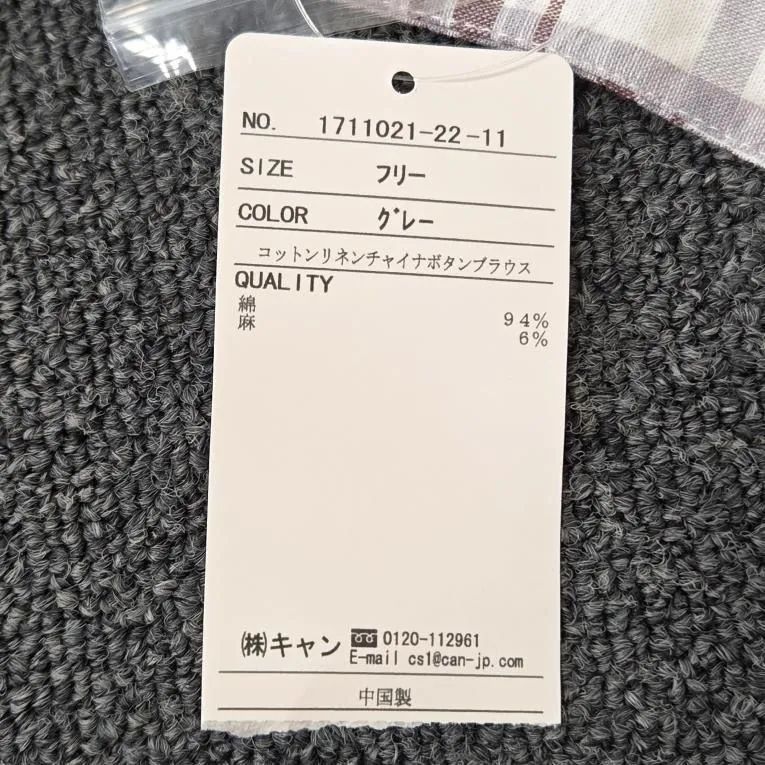 NO. 1711021-22-11
SIZE フリー
COLOR グレー
コットンリネンチャイナボタンブラウス
QUALITY
綿 94%
麻 6%
㈱キャン 0120-112961
E-mail cs1@can-jp.com
中国製